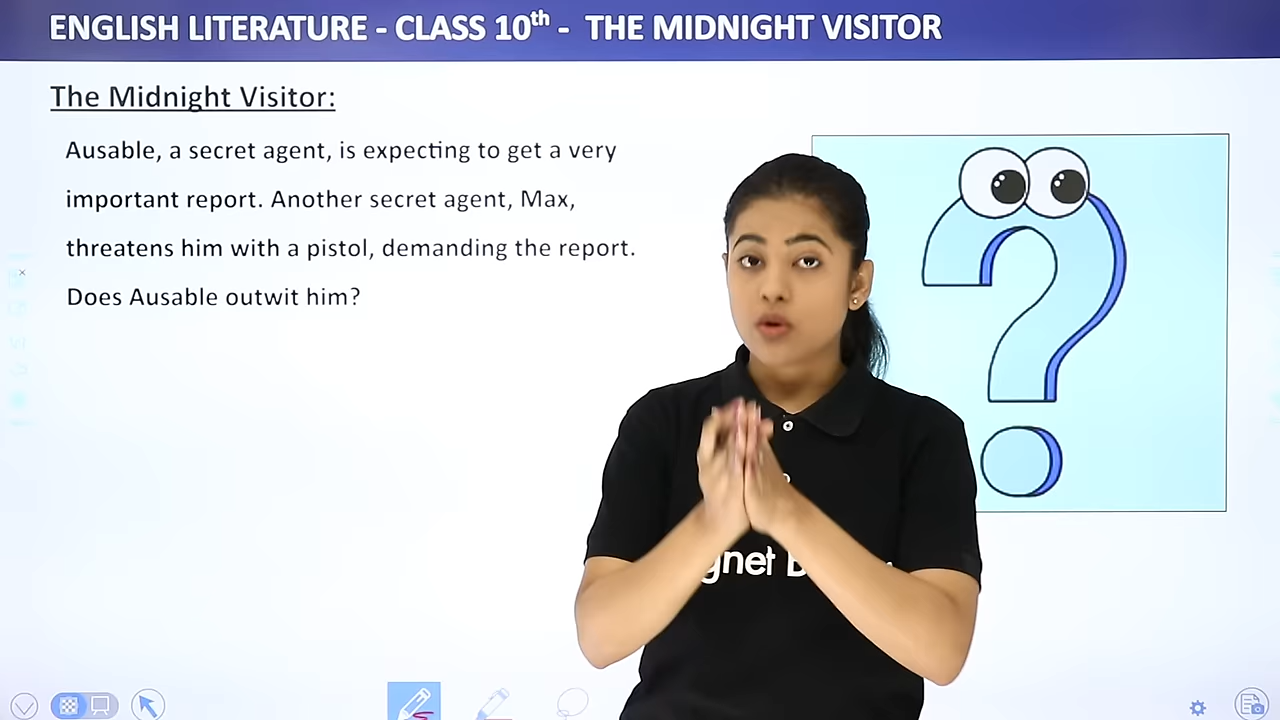 ENGLISH LITERATURE - CLASS 10th - THE MIDNIGHT VISITOR
The Midnight Visitor:
Ausable, a secret agent, is expecting to get a very
important report. Another secret agent, Max,
threatens him with a pistol, demanding the report.
Does Ausable outwit him?